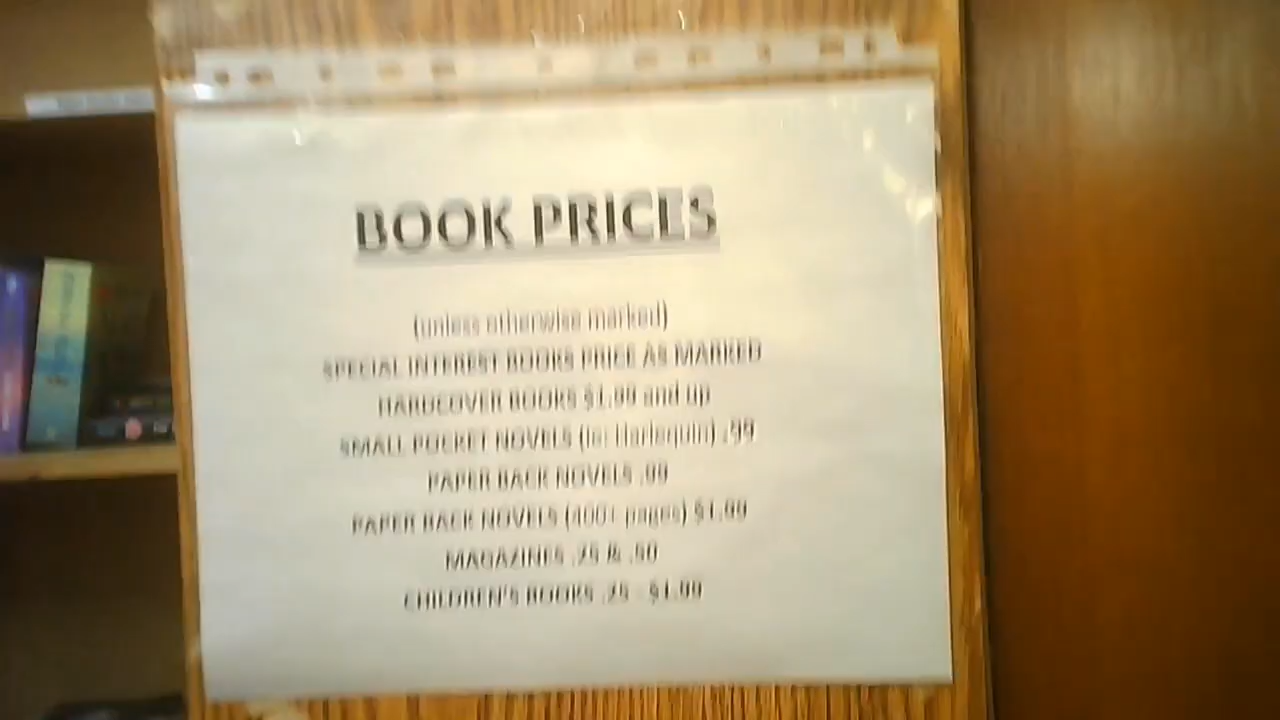 BOOK PRICES
(unless otherwise marked)
SPECIAL INTEREST BOOKS PRICE AS MARKED
HARDCOVER BOOKS $1.99 and up
SMALL POCKET NOVELS (ie: Harlequin) .99
PAPER BACK NOVELS .99
PAPER BACK NOVELS (400+ pages) $1.99
MAGAZINES .25 & .50
CHILDREN'S BOOKS .25 - $1.99